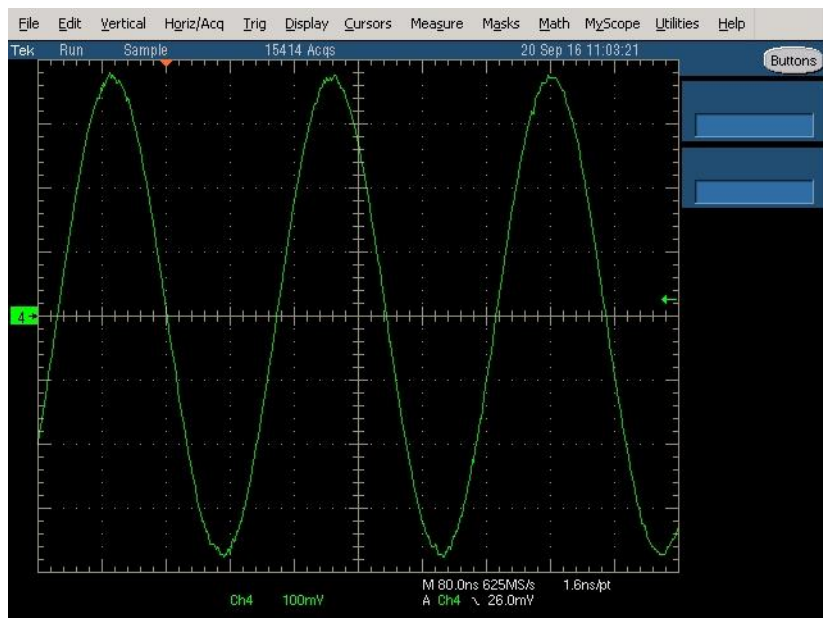 File Edit Vertical Horiz/Acq Trig Display Cursors Measure Masks Math MyScope Utilities Help
Tek Run Sample 15414 Acqs 20 Sep 16 11:03:21
Buttons
4
M 80.0ns 625MS/s 1.6ns/pt
Ch4 100mV A Ch4 \ 26.0mV